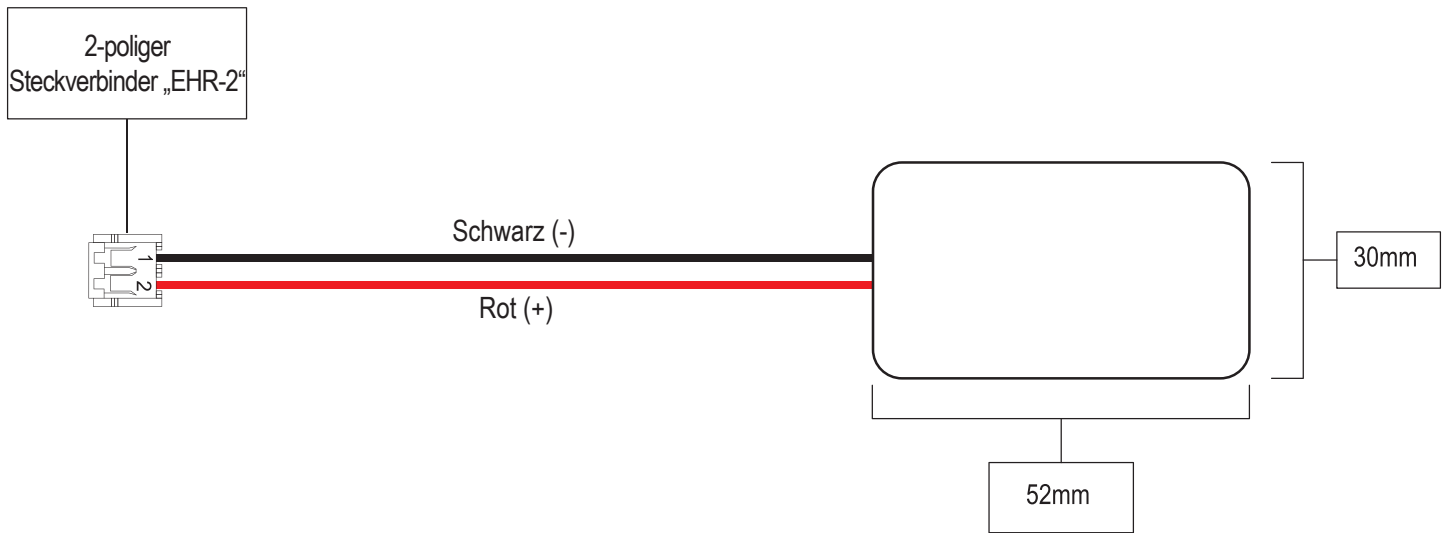 2-poliger
Steckverbinder „EHR-2“
Schwarz (-)
1
2
Rot (+)
30mm
52mm